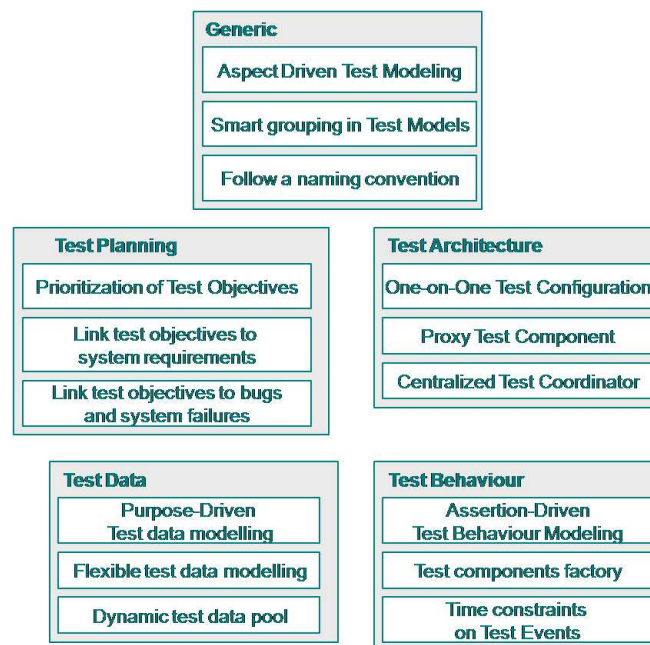 Generic
Aspect Driven Test Modeling
Smart grouping in Test Models
Follow a naming convention
Test Planning
Prioritization of Test Objectives
Link test objectives to
system requirements
Link test objectives to bugs
and system failures
Test Architecture
One-on-One Test Configuration
Proxy Test Component
Centralized Test Coordinator
Test Data
Purpose-Driven
Test data modelling
Flexible test data modelling
Dynamic test data pool
Test Behaviour
Assertion-Driven
Test Behaviour Modeling
Test components factory
Time constraints
on Test Events